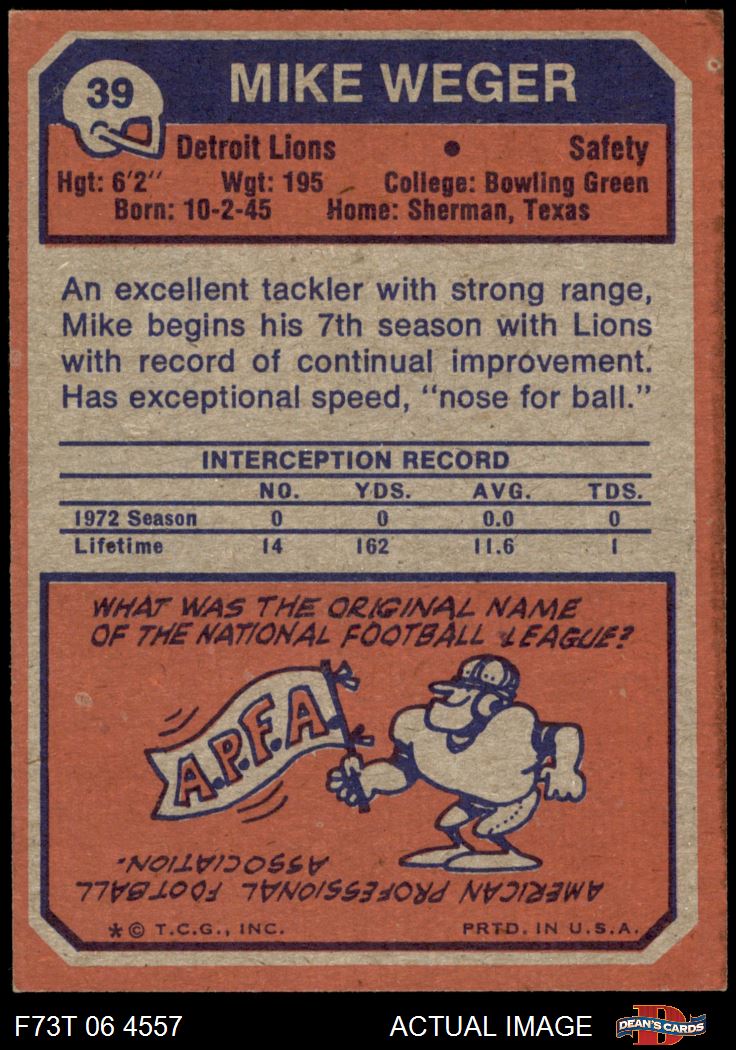 39
MIKE WEGER
Detroit Lions • Safety
Hgt: 6'2" Wgt: 195 College: Bowling Green
Born: 10-2-45 Home: Sherman, Texas
An excellent tackler with strong range,
Mike begins his 7th season with Lions
with record of continual improvement.
Has exceptional speed, "nose for ball."
INTERCEPTION RECORD
NO. YDS. AVG. TDS.
1972 Season 0 0 0.0 0
Lifetime 14 162 11.6 1
WHAT WAS THE ORIGINAL NAME
OF THE NATIONAL FOOTBALL LEAGUE?
A.P.F.A.
AMERICAN PROFESSIONAL FOOTBALL
ASSOCIATION.
* © T.C.G., INC. PRTD. IN U.S.A.
F73T 06 4557 ACTUAL IMAGE
D
DEAN'S CARDS